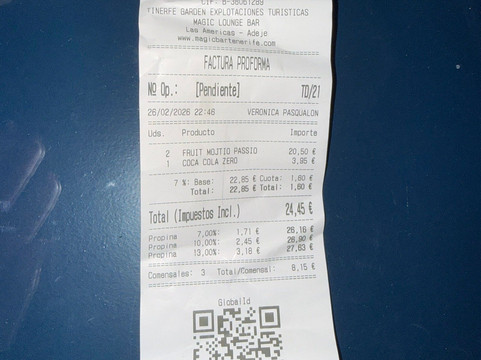 CIF: B-38061289
TINERFE GARDEN EXPLOTACIONES TURISTICAS
MAGIC LOUNGE BAR
Las Americas - Adeje
www.magicbartenerife.com
FACTURA PROFORMA
Nº Op.: [Pendiente] TO/21
26/02/2026 22:46 VERONICA PASQUALON
Uds. Producto Importe
2 FRUIT MOJTIO PASSIO 20,50 €
1 COCA COLA ZERO 3,95 €
7 %: Base: 22,85 € Cuota: 1,60 €
Total: 22,85 € Total: 1,60 €
Total (Impuestos Incl.) 24,45 €
Propina 7,00%: 1,71 € 26,16 €
Propina 10,00%: 2,45 € 26,90 €
Propina 13,00%: 3,18 € 27,63 €
Comensales: 3 Total/Comensal: 8,15 €
GlobalId